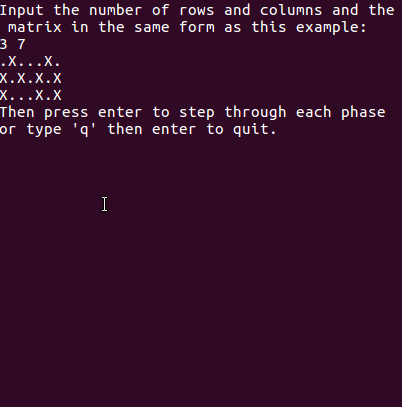 Input the number of rows and columns and the
 matrix in the same form as this example:
3 7
.X...X.
X.X.X.X
X...X.X
Then press enter to step through each phase
or type 'q' then enter to quit.